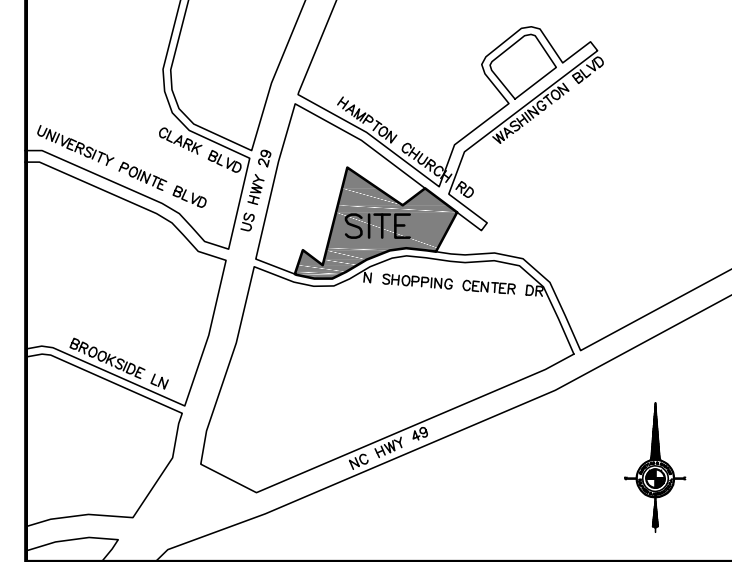 WASHINGTON BLVD
HAMPTON CHURCH RD
CLARK BLVD
UNIVERSITY POINTE BLVD
US HWY 29
SITE
N SHOPPING CENTER DR
BROOKSIDE LN
NC HWY 49